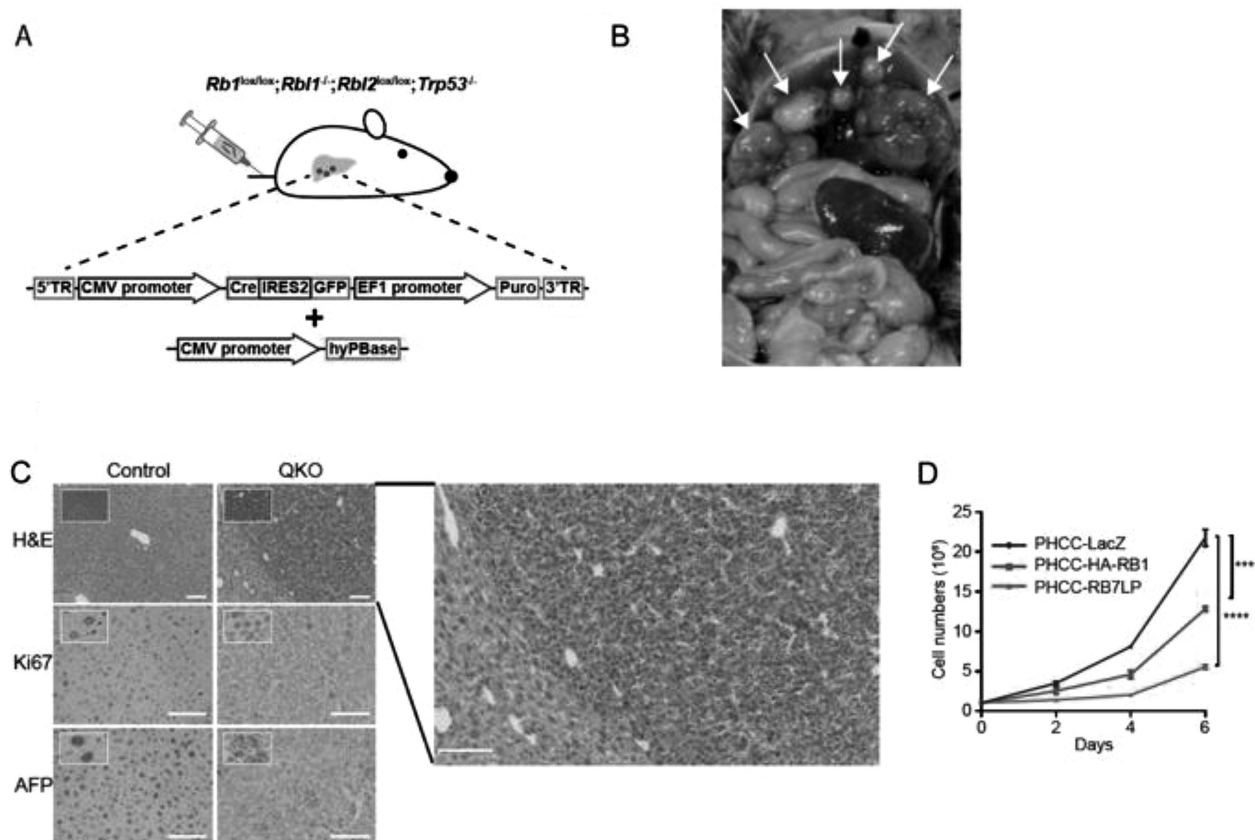 A
Rb1lox/lox;Rbl1-/-;Rbl2lox/lox;Trp53-/-
5'TR CMV promoter Cre IRES2 GFP EF1 promoter Puro 3'TR
+
CMV promoter hyPBase
B
C
Control QKO
H&E
Ki67
AFP
D
25
20
15
10
5
0
Cell numbers (10⁶)
PHCC-LacZ
PHCC-HA-RB1
PHCC-RB7LP
***
****
0 2 4 6
Days